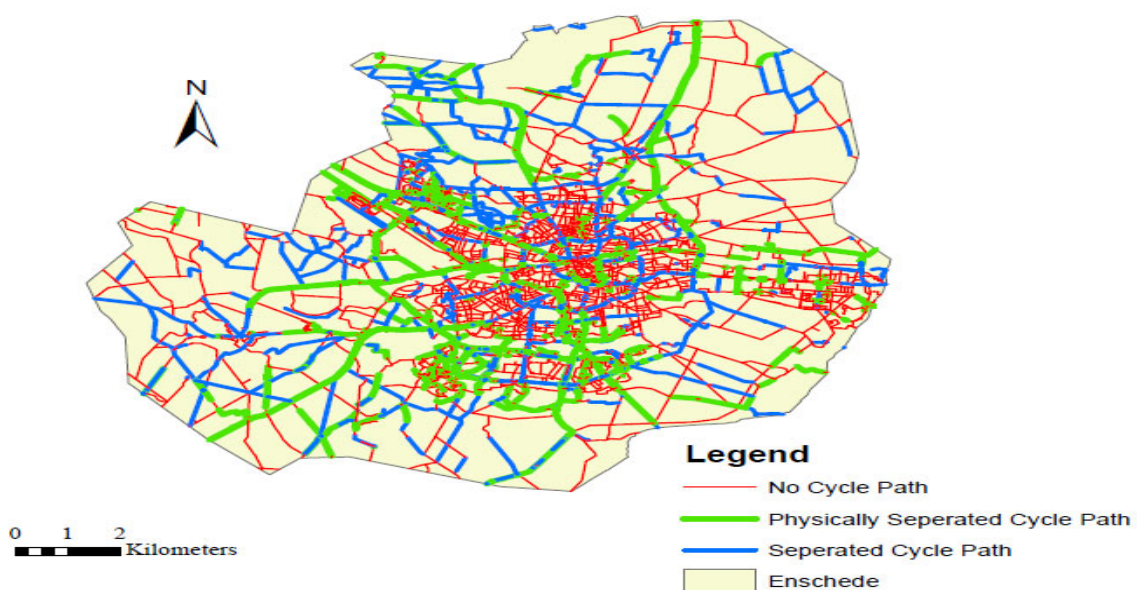 N
Legend
No Cycle Path
Physically Seperated Cycle Path
Seperated Cycle Path
Enschede
0 1 2
Kilometers